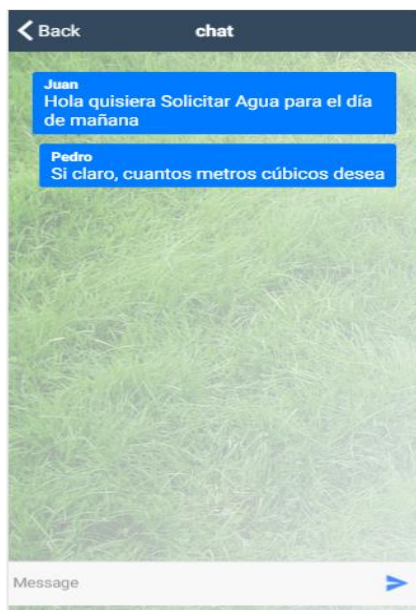 Back
chat
Juan
Hola quisiera Solicitar Agua para el día
de mañana
Pedro
Si claro, cuantos metros cúbicos desea
Message